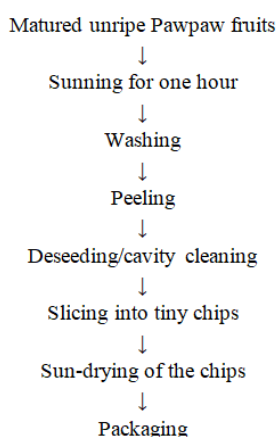 Matured unripe Pawpaw fruits
↓
Sunning for one hour
↓
Washing
↓
Peeling
↓
Deseeding/cavity cleaning
↓
Slicing into tiny chips
↓
Sun-drying of the chips
↓
Packaging